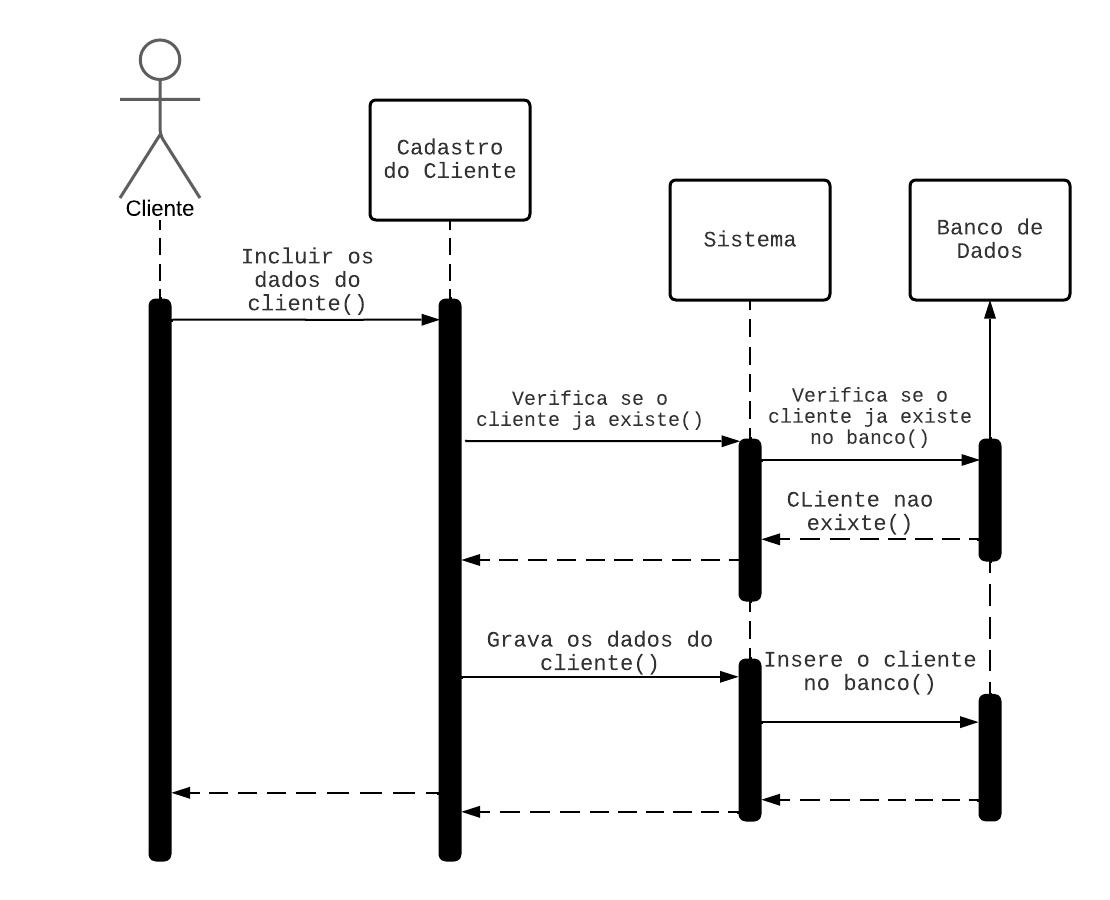 Cliente
Cadastro
do Cliente
Sistema
Banco de
Dados
Incluir os
dados do
cliente()
Verifica se o
cliente ja existe()
Verifica se o
cliente ja existe
no banco()
CLiente nao
exixte()
Grava os dados do
cliente()
Insere o cliente
no banco()